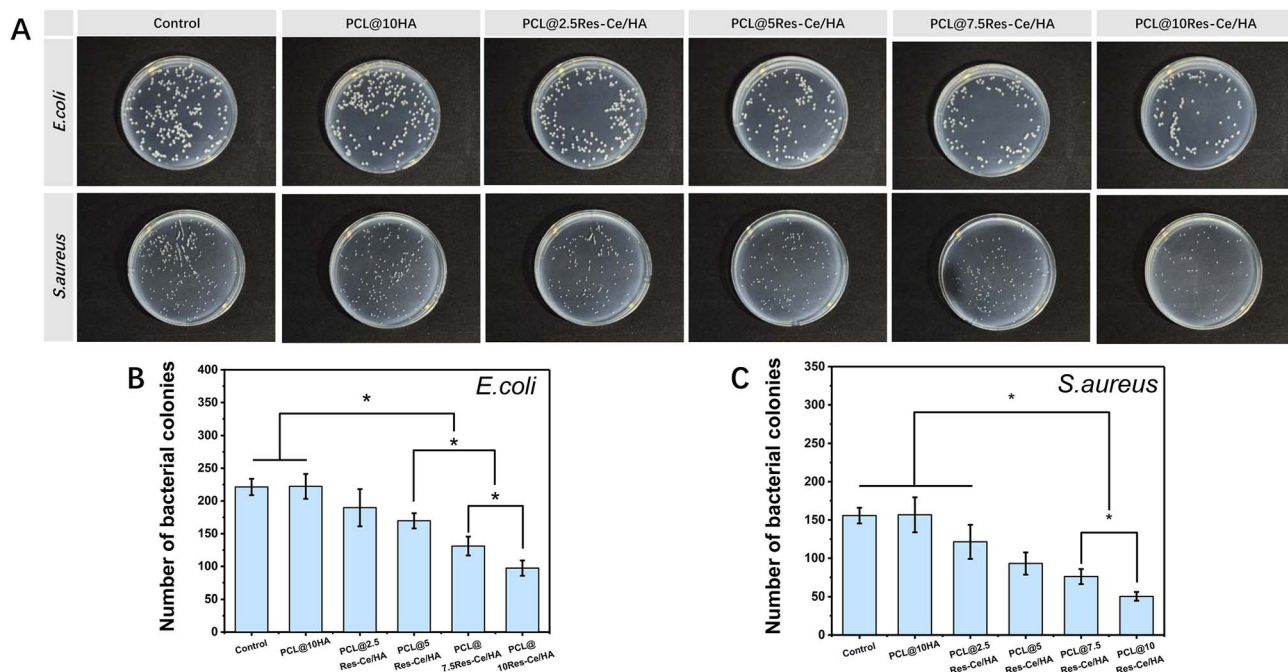 A
Control
PCL@10HA
PCL@2.5Res-Ce/HA
PCL@5Res-Ce/HA
PCL@7.5Res-Ce/HA
PCL@10Res-Ce/HA
E.coli
S.aureus
B
E.coli
Number of bacterial colonies
400
350
300
250
200
150
100
50
0
*
*
*
Control
PCL@10HA
PCL@2.5
Res-Ce/HA
PCL@5
Res-Ce/HA
PCL@
7.5Res-Ce/HA
PCL@
10Res-Ce/HA
C
S.aureus
Number of bacterial colonies
350
300
250
200
150
100
50
0
*
*
Control
PCL@10HA
PCL@2.5
Res-Ce/HA
PCL@5
Res-Ce/HA
PCL@7.5
Res-Ce/HA
PCL@10
Res-Ce/HA